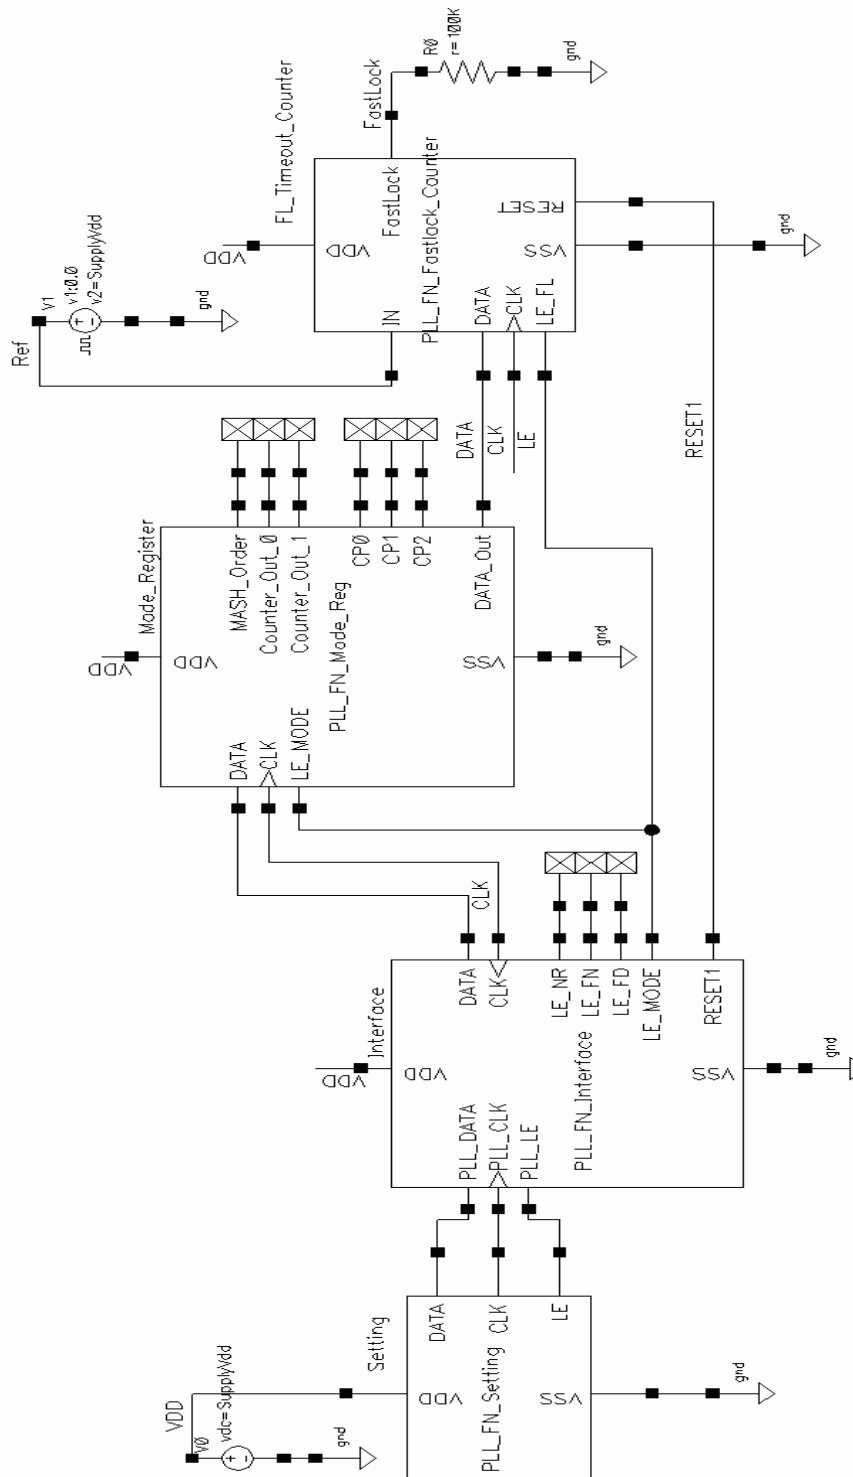 VDD
V0
vdc=SupplyVdd
gnd
Setting
VDD
DATA
CLK
LE
PLL_FN_Setting
VSS
gnd
VDD
Interface
VDD
PLL_DATA
PLL_CLK
PLL_LE
PLL_FN_Interface
DATA
CLK
LE_NR
LE_FN
LE_FD
LE_MODE
RESET1
VSS
gnd
CLK
VDD
Mode_Register
VDD
DATA
CLK
LE_MODE
PLL_FN_Mode_Reg
MASH_Order
Counter_Out_0
Counter_Out_1
CP0
CP1
CP2
DATA_Out
VSS
gnd
Ref
V1
v1:0.0
v2=SupplyVdd
gnd
DATA
CLK
LE
RESET1
VDD
FL_Timeout_Counter
VDD
IN
FastLock
PLL_FN_Fastlock_Counter
DATA
CLK
LE_FL
VSS
RESET
gnd
FastLock
R0
r=100K
gnd